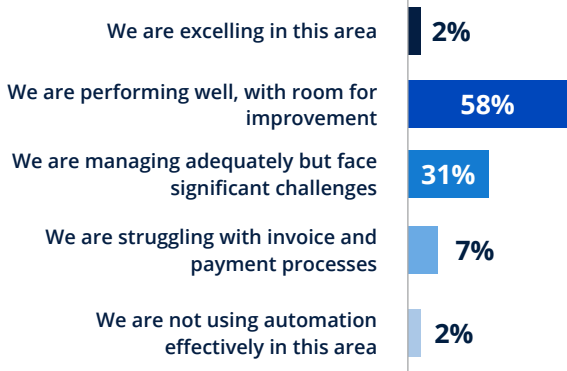 We are excelling in this area
2%
We are performing well, with room for
improvement
58%
We are managing adequately but face
significant challenges
31%
We are struggling with invoice and
payment processes
7%
We are not using automation
effectively in this area
2%